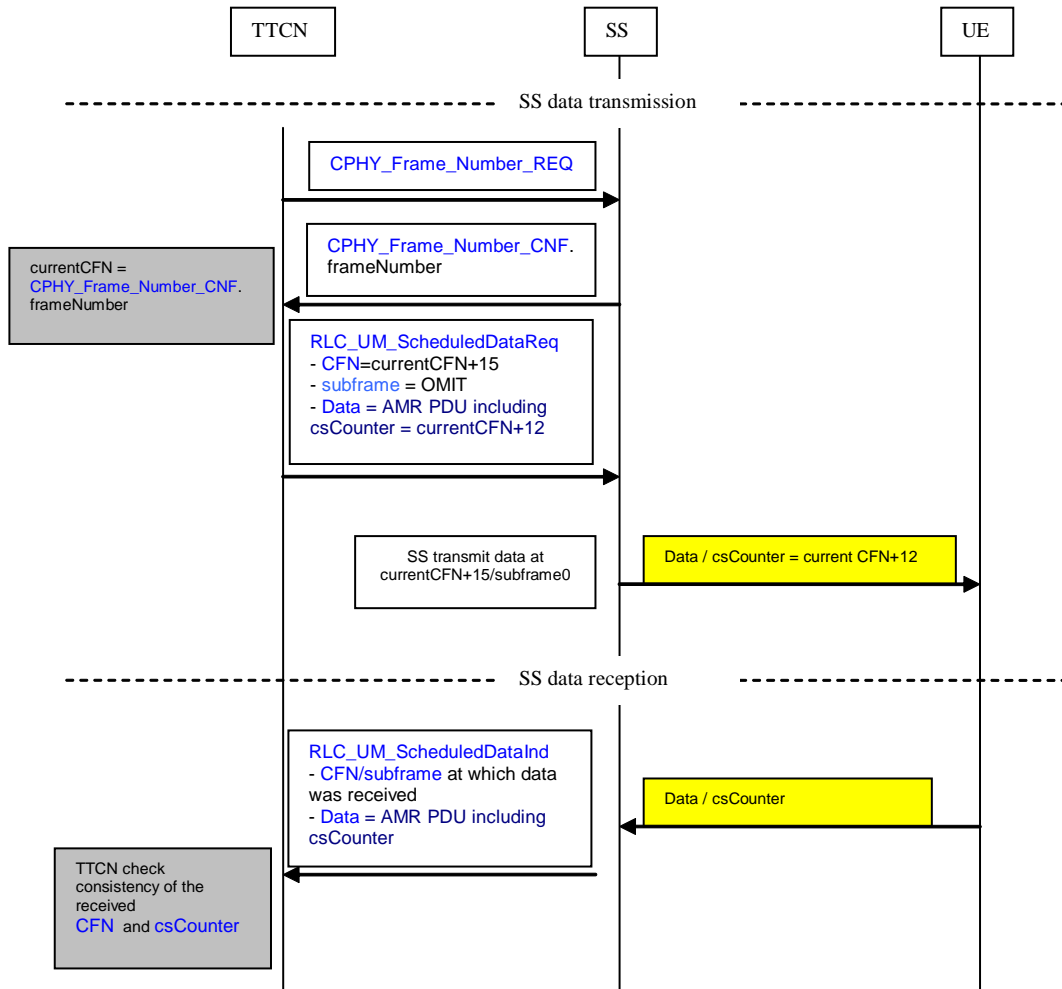 TTCN
SS
UE
SS data transmission
CPHY_Frame_Number_REQ
CPHY_Frame_Number_CNF.
frameNumber
currentCFN =
CPHY_Frame_Number_CNF.
frameNumber
RLC_UM_ScheduledDataReq
- CFN=currentCFN+15
- subframe = OMIT
- Data = AMR PDU including
csCounter = currentCFN+12
SS transmit data at
currentCFN+15/subframe0
Data / csCounter = current CFN+12
SS data reception
RLC_UM_ScheduledDataInd
- CFN/subframe at which data
was received
- Data = AMR PDU including
csCounter
Data / csCounter
TTCN check
consistency of the
received
CFN and csCounter